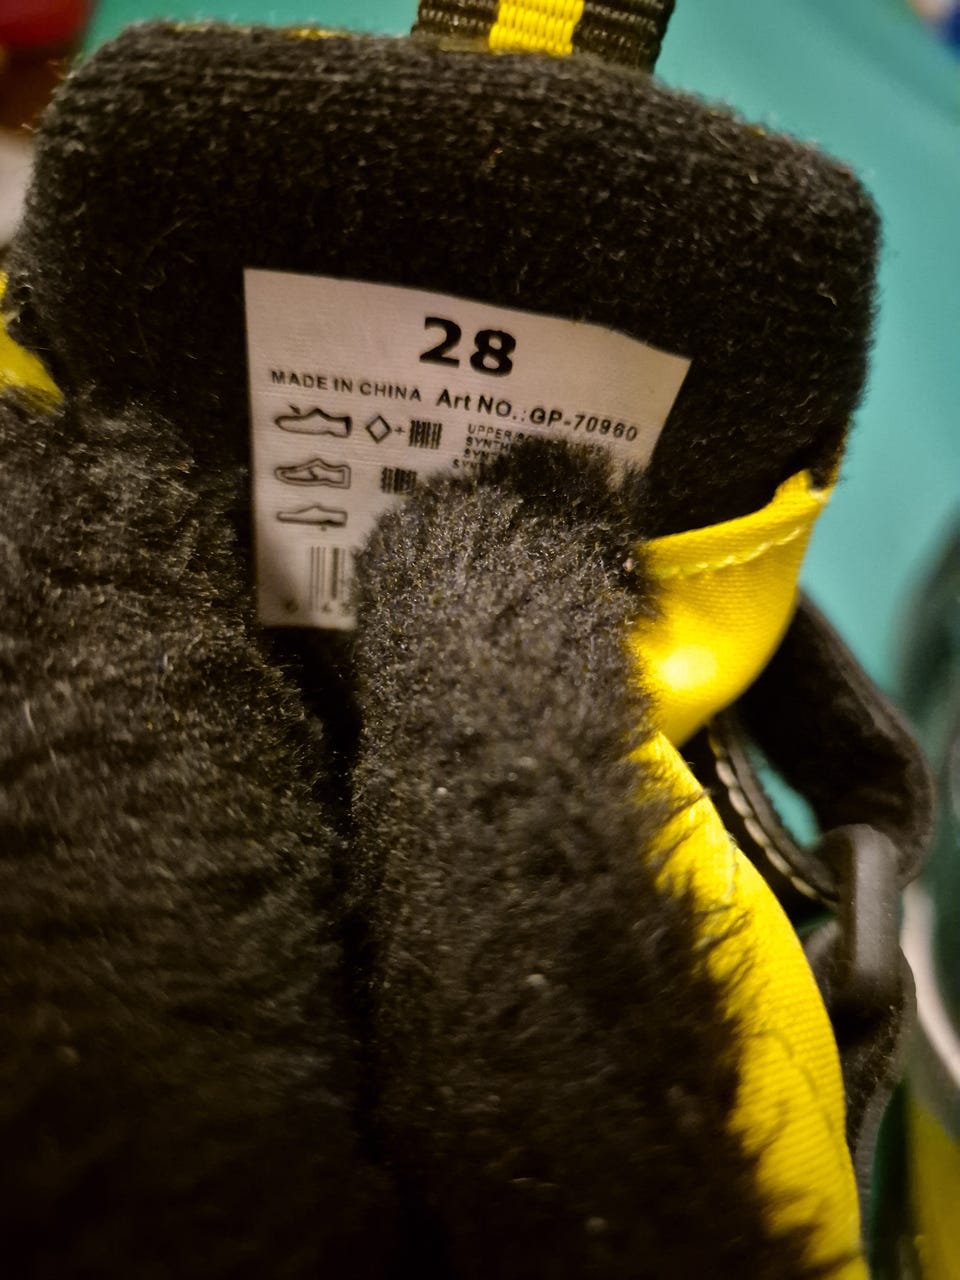 28
MADE IN CHINA Art NO.:GP-70960
UPPER